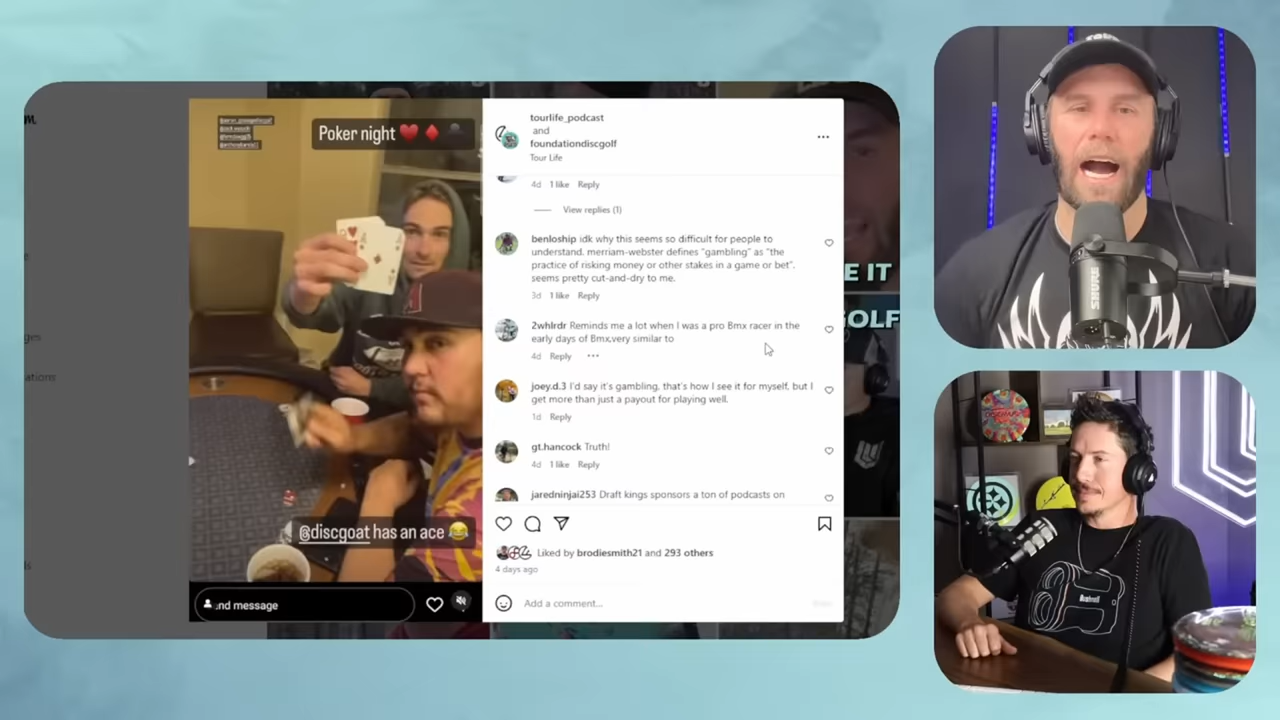 Poker night
@discgoat has an ace
nd message
tourlife_podcast
and
foundationdiscgolf
Tour Life
4d 1 like Reply
View replies (1)
benloship idk why this seems so difficult for people to
understand. merriam-webster defines "gambling" as "the
practice of risking money or other stakes in a game or bet".
seems pretty cut-and-dry to me.
3d 1 like Reply
2whlrdr Reminds me a lot when I was a pro Bmx racer in the
early days of Bmx,very similar to
4d Reply
joey.d.3 I'd say it's gambling, that's how I see it for myself, but I
get more than just a payout for playing well.
1d Reply
gt.hancock Truth!
4d 1 like Reply
jaredninjai253 Draft kings sponsors a ton of podcasts on
Liked by brodiesmith21 and 293 others
4 days ago
Add a comment...
E IT
GOLF
SHURE
Bushnell